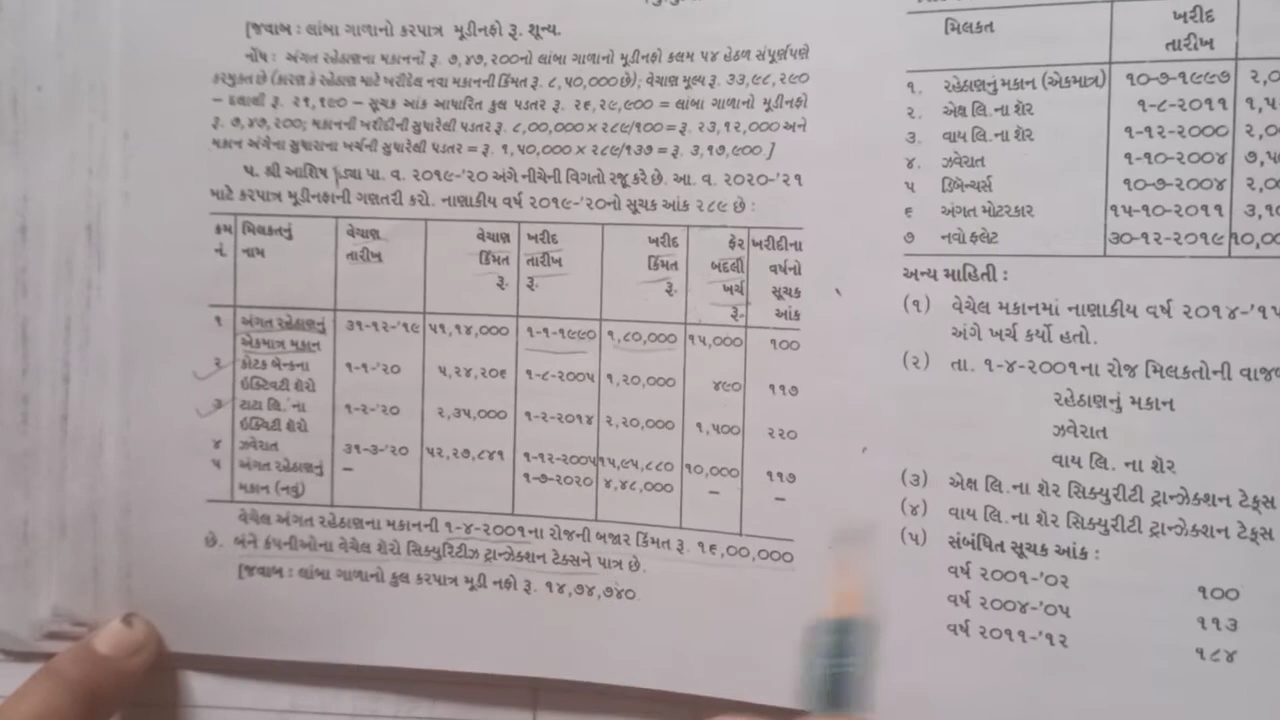 [જવાબ : લાંબા ગાળાનો કરપાત્ર મૂડીનફો રૂ. શૂન્ય.
નોંધ : અંગત રહેઠાણના મકાનનો રૂ. ૭,૪૭,૨૦૦નો લાંબા ગાળાનો મૂડીનફો કલમ ૫૪ હેઠળ સંપૂર્ણપણે
કરમુક્ત છે (કારણ કે રહેઠાણ માટે ખરીદેલ નવા મકાનની કિંમત રૂ. ૮,૫૦,૦૦૦ છે); વેચાણ મૂલ્ય રૂ. ૩૩,૯૮,૨૯૦
– દલાલી રૂ. ૨૧,૧૯૦ – સૂચક આંક આધારિત કુલ પડતર રૂ. ૨૬,૨૯,૯૦૦ = લાંબા ગાળાનો મૂડીનફો
રૂ. ૭,૪૭,૨૦૦; મકાનની ખરીદીની સુધારેલી પડતર રૂ. ૮,૦૦,૦૦૦ × ૨૮૯/૧૦૦ = રૂ. ૨૩,૧૨,૦૦૦ અને
મકાન અંગેના સુધારાના ખર્ચની સુધારેલી પડતર = રૂ. ૧,૫૦,૦૦૦ × ૨૮૯/૧૩૭ = રૂ. ૩,૧૭,૯૦૦.]
૫. શ્રી આશિષ પા. વ. ૨૦૧૯-'૨૦ અંગે નીચેની વિગતો રજૂ કરે છે. આ. વ. ૨૦૨૦-'૨૧
માટે કરપાત્ર મૂડીનફાની ગણતરી કરો. નાણાકીય વર્ષ ૨૦૧૯-'૨૦નો સૂચક આંક ૨૮૯ છે :
ક્રમ મિલકતનું વેચાણ વેચાણ ખરીદ ખરીદ ફેર ખરીદીના
નં. નામ તારીખ કિંમત તારીખ કિંમત બદલી વર્ષનો
રૂ. રૂ. રૂ. ખર્ચ સૂચક
રૂ. આંક
૧ અંગત રહેઠાણનું ૩૧-૧૨-'૧૯ ૫૧,૧૪,૦૦૦ ૧-૧-૧૯૯૦ ૧,૮૦,૦૦૦ ૧૫,૦૦૦ ૧૦૦
એકમાત્ર મકાન
૨ કોટક બેન્કના ૧-૧-'૨૦ ૫,૨૪,૨૦૬ ૧-૮-૨૦૦૫ ૧,૨૦,૦૦૦ ૪૯૦ ૧૧૭
ઇક્વિટી શેરો
૩ ટાટા લિ.ના ૧-૨-'૨૦ ૨,૩૫,૦૦૦ ૧-૨-૨૦૧૪ ૨,૨૦,૦૦૦ ૧,૫૦૦ ૨૨૦
ઇક્વિટી શેરો
૪ ઝવેરાત ૩૧-૩-'૨૦ ૫૨,૨૭,૮૪૧ ૧-૧૨-૨૦૦૫ ૧૫,૯૫,૮૮૦ ૧૦,૦૦૦ ૧૧૭
૫ અંગત રહેઠાણનું – ૧-૭-૨૦૨૦ ૪,૪૮,૦૦૦ – –
મકાન (નવું)
વેચેલ અંગત રહેઠાણના મકાનની ૧-૪-૨૦૦૧ના રોજની બજાર કિંમત રૂ. ૧૬,૦૦,૦૦૦
છે. બંને કંપનીઓના વેચેલ શેરો સિક્યુરિટીઝ ટ્રાન્ઝેક્શન ટેક્સને પાત્ર છે.
[જવાબ : લાંબા ગાળાનો કુલ કરપાત્ર મૂડી નફો રૂ. ૧૪,૭૪,૭૪૦.
મિલકત ખરીદ
તારીખ
૧. રહેઠાણનું મકાન (એકમાત્ર) ૧૦-૭-૧૯૯૭
૨. એક્ષ લિ.ના શેર ૧-૮-૨૦૧૧
૩. વાય લિ.ના શેર ૧-૧૨-૨૦૦૦
૪. ઝવેરાત ૧-૧૦-૨૦૦૪
૫ ડિબેન્ચર્સ ૧૦-૭-૨૦૦૪
૬ અંગત મોટરકાર ૧૫-૧૦-૨૦૧૧
૭ નવો ફ્લેટ ૩૦-૧૨-૨૦૧૯
અન્ય માહિતી :
(૧) વેચેલ મકાનમાં નાણાકીય વર્ષ ૨૦૧૪-'૧૫
અંગે ખર્ચ કર્યો હતો.
(૨) તા. ૧-૪-૨૦૦૧ના રોજ મિલકતોની
રહેઠાણનું મકાન
ઝવેરાત
વાય લિ. ના શેર
(૩) એક્ષ લિ.ના શેર સિક્યુરીટી ટ્રાન્ઝેક્શન ટેક્સ
(૪) વાય લિ.ના શેર સિક્યુરીટી ટ્રાન્ઝેક્શન ટેક્સ
(૫) સંબંધિત સૂચક આંક :
વર્ષ ૨૦૦૧-'૦૨ ૧૦૦
વર્ષ ૨૦૦૪-'૦૫ ૧૧૩
વર્ષ ૨૦૧૧-'૧૨ ૧૮૪